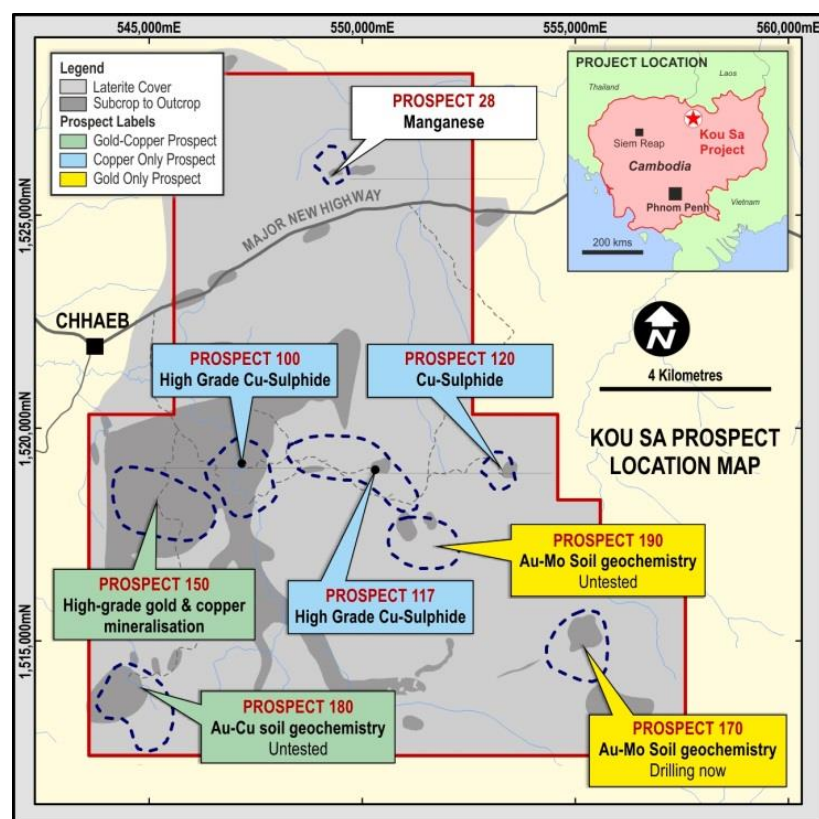 545,000mE
550,000mE
555,000mE
560,000mE
1,525,000mN
1,520,000mN
1,515,000mN
Legend
Laterite Cover
Subcrop to Outcrop
Prospect Labels
Gold-Copper Prospect
Copper Only Prospect
Gold Only Prospect
PROSPECT 28
Manganese
PROJECT LOCATION
Thailand
Laos
Siem Reap
Kou Sa
Project
Cambodia
Phnom Penh
Vietnam
200 kms
MAJOR NEW HIGHWAY
CHHAEB
N
4 Kilometres
KOU SA PROSPECT
LOCATION MAP
PROSPECT 100
High Grade Cu-Sulphide
PROSPECT 120
Cu-Sulphide
PROSPECT 190
Au-Mo Soil geochemistry
Untested
PROSPECT 150
High-grade gold & copper
mineralisation
PROSPECT 117
High Grade Cu-Sulphide
PROSPECT 180
Au-Cu soil geochemistry
Untested
PROSPECT 170
Au-Mo Soil geochemistry
Drilling now